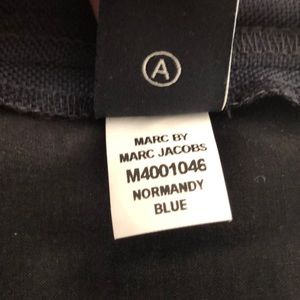 A
MARC BY
MARC JACOBS
M4001046
NORMANDY
BLUE